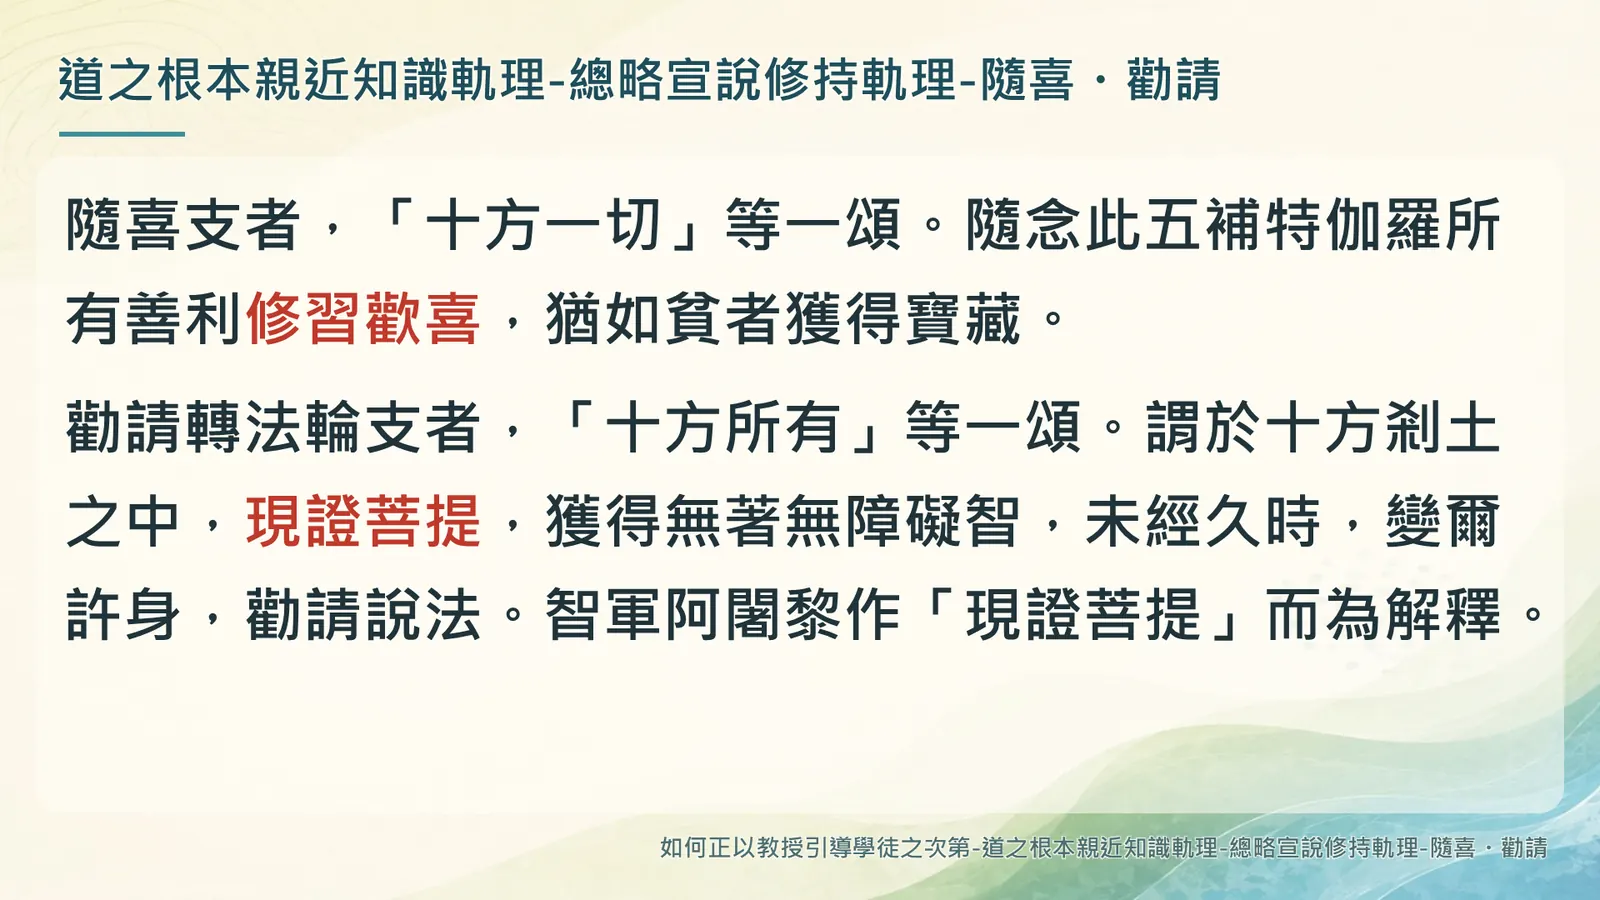 道之根本親近知識軌理-總略宣說修持軌理-隨喜・勸請
隨喜支者，「十方一切」等一頌。隨念此五補特伽羅所
有善利修習歡喜，猶如貧者獲得寶藏。
勸請轉法輪支者，「十方所有」等一頌。謂於十方剎土
之中，現證菩提，獲得無著無障礙智，未經久時，變爾
許身，勸請說法。智軍阿闍黎作「現證菩提」而為解釋。
如何正以教授引導學徒之次第-道之根本親近知識軌理-總略宣說修持軌理-隨喜・勸請